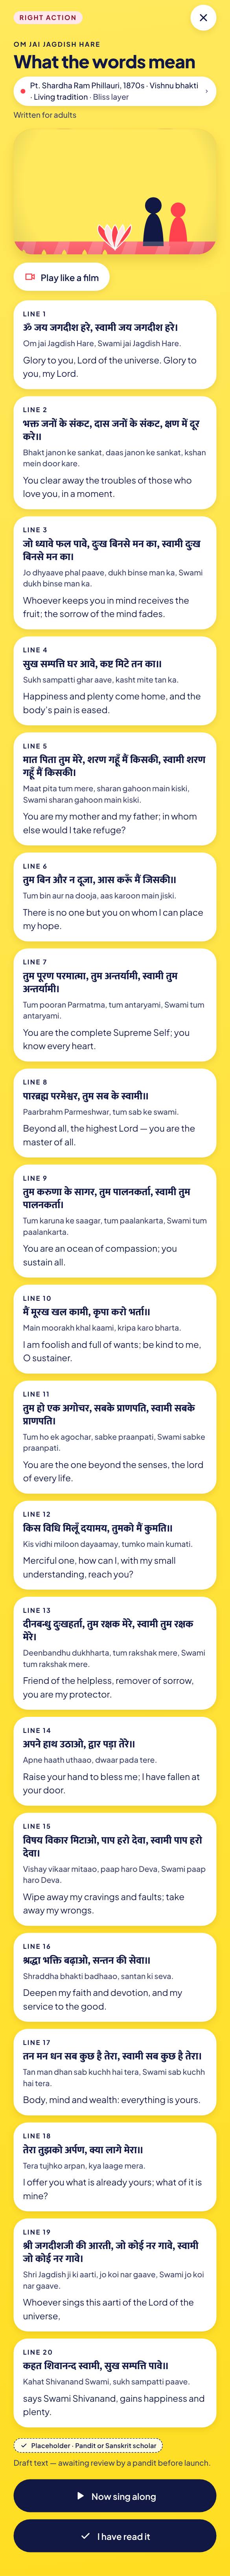 RIGHT ACTION
OM JAI JAGDISH HARE
What the words mean
Pt. Shardha Ram Phillauri, 1870s · Vishnu bhakti
· Living tradition · Bliss layer
Written for adults
Play like a film
LINE 1
ॐ जय जगदीश हरे, स्वामी जय जगदीश हरे।
Om jai Jagdish Hare, Swami jai Jagdish Hare.
Glory to you, Lord of the universe. Glory to
you, my Lord.
LINE 2
भक्त जनों के संकट, दास जनों के संकट, क्षण में दूर
करे॥
Bhakt janon ke sankat, daas janon ke sankat, kshan
mein door kare.
You clear away the troubles of those who
love you, in a moment.
LINE 3
जो ध्यावे फल पावे, दुःख बिनसे मन का, स्वामी दुःख
बिनसे मन का।
Jo dhyaave phal paave, dukh binse man ka, Swami
dukh binse man ka.
Whoever keeps you in mind receives the
fruit; the sorrow of the mind fades.
LINE 4
सुख सम्पत्ति घर आवे, कष्ट मिटे तन का॥
Sukh sampatti ghar aave, kasht mite tan ka.
Happiness and plenty come home, and the
body's pain is eased.
LINE 5
मात पिता तुम मेरे, शरण गहूँ मैं किसकी, स्वामी शरण
गहूँ मैं किसकी।
Maat pita tum mere, sharan gahoon main kiski,
Swami sharan gahoon main kiski.
You are my mother and my father; in whom
else would I take refuge?
LINE 6
तुम बिन और न दूजा, आस करूँ मैं जिसकी॥
Tum bin aur na dooja, aas karoon main jiski.
There is no one but you on whom I can place
my hope.
LINE 7
तुम पूरण परमात्मा, तुम अन्तर्यामी, स्वामी तुम
अन्तर्यामी।
Tum pooran Parmatma, tum antaryami, Swami tum
antaryami.
You are the complete Supreme Self; you
know every heart.
LINE 8
पारब्रह्म परमेश्वर, तुम सब के स्वामी॥
Paarbrahm Parmeshwar, tum sab ke swami.
Beyond all, the highest Lord — you are the
master of all.
LINE 9
तुम करुणा के सागर, तुम पालनकर्ता, स्वामी तुम
पालनकर्ता।
Tum karuna ke saagar, tum paalankarta, Swami tum
paalankarta.
You are an ocean of compassion; you
sustain all.
LINE 10
मैं मूरख खल कामी, कृपा करो भर्ता॥
Main moorakh khal kaami, kripa karo bharta.
I am foolish and full of wants; be kind to me,
O sustainer.
LINE 11
तुम हो एक अगोचर, सबके प्राणपति, स्वामी सबके
प्राणपति।
Tum ho ek agochar, sabke praanpati, Swami sabke
praanpati.
You are the one beyond the senses, the lord
of every life.
LINE 12
किस विधि मिलूँ दयामय, तुमको मैं कुमति॥
Kis vidhi miloon dayaamay, tumko main kumati.
Merciful one, how can I, with my small
understanding, reach you?
LINE 13
दीनबन्धु दुःखहर्ता, तुम रक्षक मेरे, स्वामी तुम रक्षक
मेरे।
Deenbandhu dukhharta, tum rakshak mere, Swami
tum rakshak mere.
Friend of the helpless, remover of sorrow,
you are my protector.
LINE 14
अपने हाथ उठाओ, द्वार पड़ा तेरे॥
Apne haath uthaao, dwaar pada tere.
Raise your hand to bless me; I have fallen at
your door.
LINE 15
विषय विकार मिटाओ, पाप हरो देवा, स्वामी पाप हरो
देवा।
Vishay vikaar mitaao, paap haro Deva, Swami paap
haro Deva.
Wipe away my cravings and faults; take
away my wrongs.
LINE 16
श्रद्धा भक्ति बढ़ाओ, सन्तन की सेवा॥
Shraddha bhakti badhaao, santan ki seva.
Deepen my faith and devotion, and my
service to the good.
LINE 17
तन मन धन सब कुछ है तेरा, स्वामी सब कुछ है तेरा।
Tan man dhan sab kuchh hai tera, Swami sab kuchh
hai tera.
Body, mind and wealth: everything is yours.
LINE 18
तेरा तुझको अर्पण, क्या लागे मेरा॥
Tera tujhko arpan, kya laage mera.
I offer you what is already yours; what of it is
mine?
LINE 19
श्री जगदीशजी की आरती, जो कोई नर गावे, स्वामी
जो कोई नर गावे।
Shri Jagdish ji ki aarti, jo koi nar gaave, Swami jo koi
nar gaave.
Whoever sings this aarti of the Lord of the
universe,
LINE 20
कहत शिवानन्द स्वामी, सुख सम्पति पावे॥
Kahat Shivanand Swami, sukh sampatti paave.
says Swami Shivanand, gains happiness and
plenty.
Placeholder · Pandit or Sanskrit scholar
Draft text — awaiting review by a pandit before launch.
Now sing along
I have read it